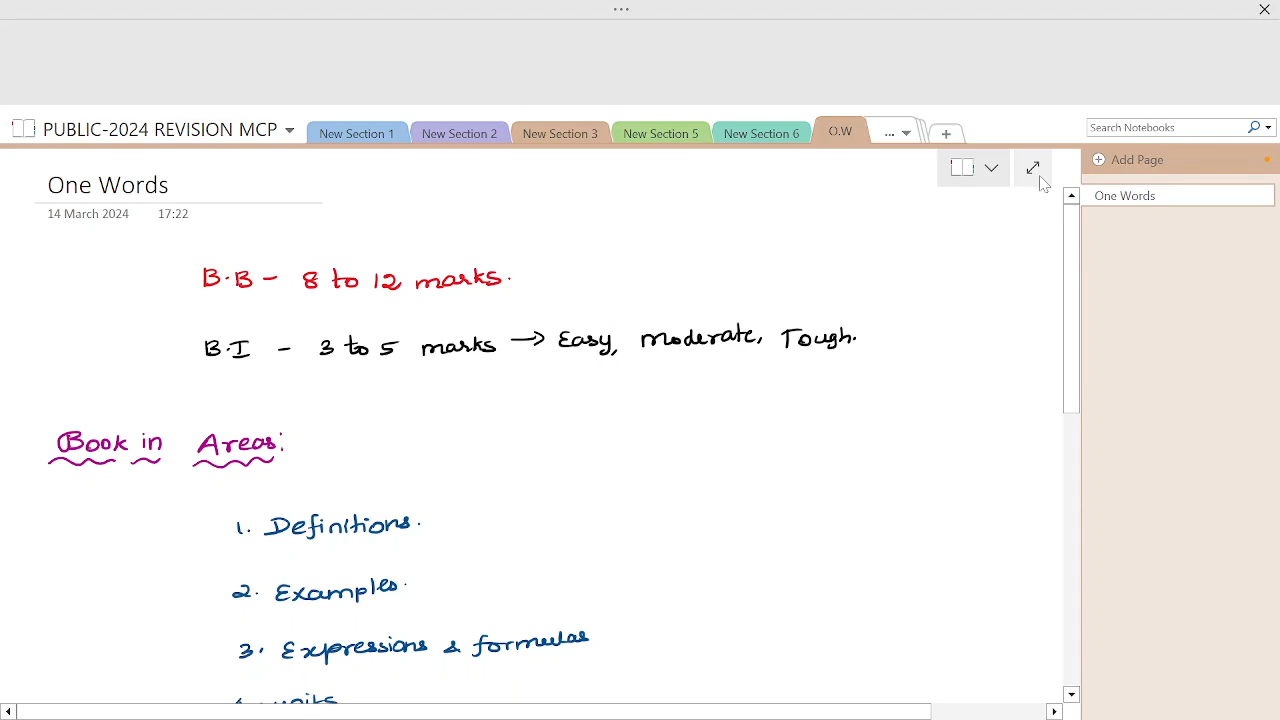 PUBLIC-2024 REVISION MCP
New Section 1
New Section 2
New Section 3
New Section 5
New Section 6
O.W
...
Search Notebooks
Add Page
One Words
One Words
14 March 2024 17:22
B.B - 8 to 12 marks.
B.I - 3 to 5 marks → Easy, moderate, Tough.
Book in Areas:
1. Definitions.
2. Examples.
3. Expressions & formulas
4. units